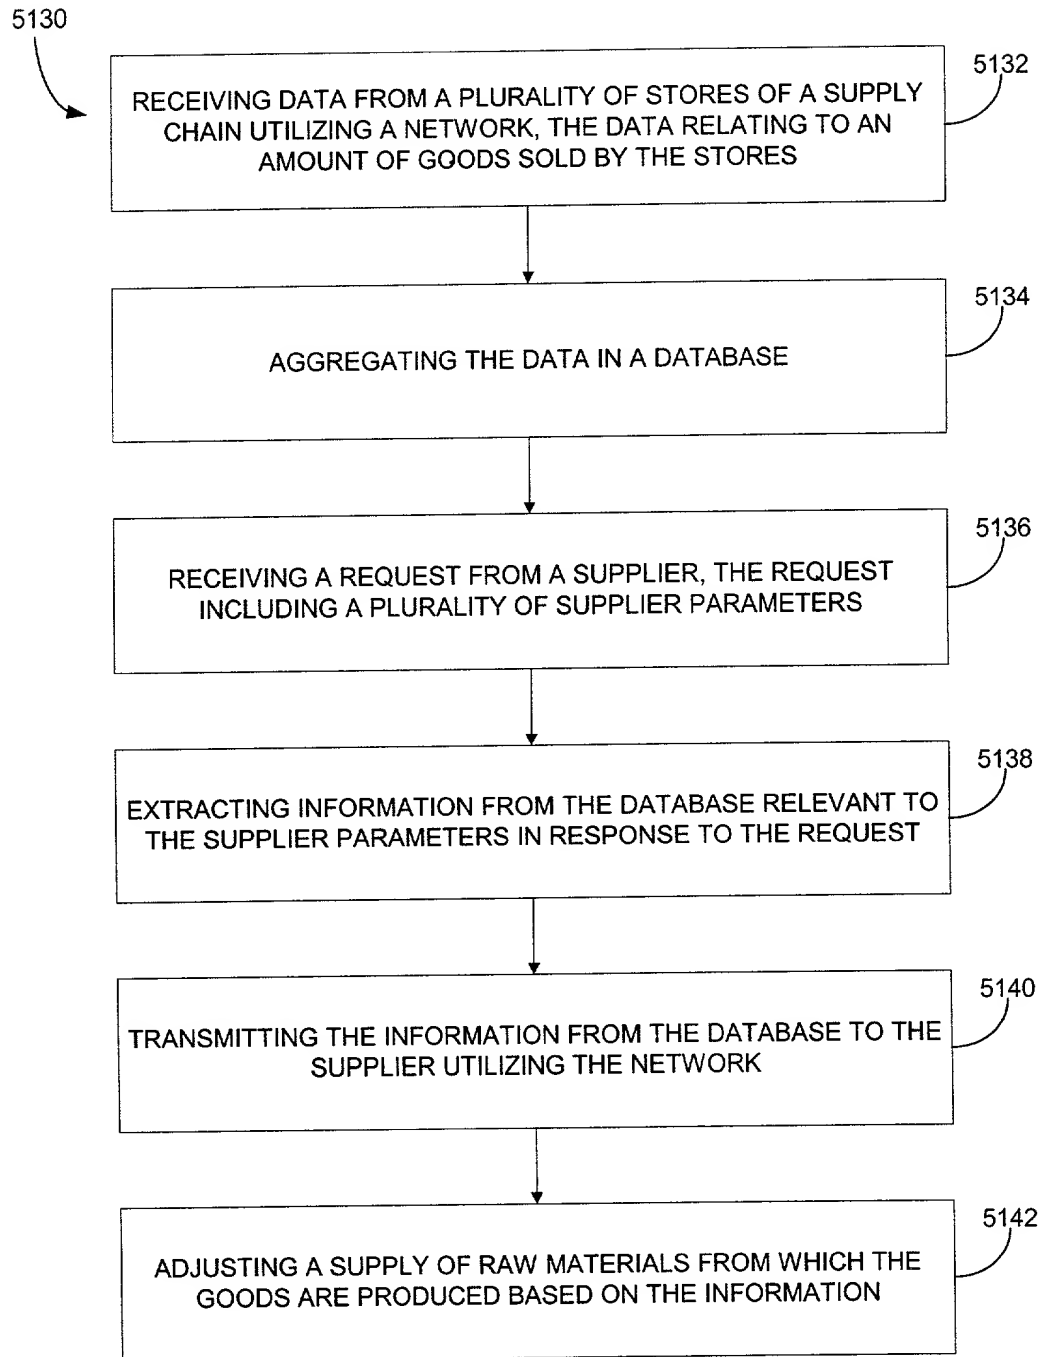 5130
5132
RECEIVING DATA FROM A PLURALITY OF STORES OF A SUPPLY
CHAIN UTILIZING A NETWORK, THE DATA RELATING TO AN
AMOUNT OF GOODS SOLD BY THE STORES
5134
AGGREGATING THE DATA IN A DATABASE
5136
RECEIVING A REQUEST FROM A SUPPLIER, THE REQUEST
INCLUDING A PLURALITY OF SUPPLIER PARAMETERS
5138
EXTRACTING INFORMATION FROM THE DATABASE RELEVANT TO
THE SUPPLIER PARAMETERS IN RESPONSE TO THE REQUEST
5140
TRANSMITTING THE INFORMATION FROM THE DATABASE TO THE
SUPPLIER UTILIZING THE NETWORK
5142
ADJUSTING A SUPPLY OF RAW MATERIALS FROM WHICH THE
GOODS ARE PRODUCED BASED ON THE INFORMATION